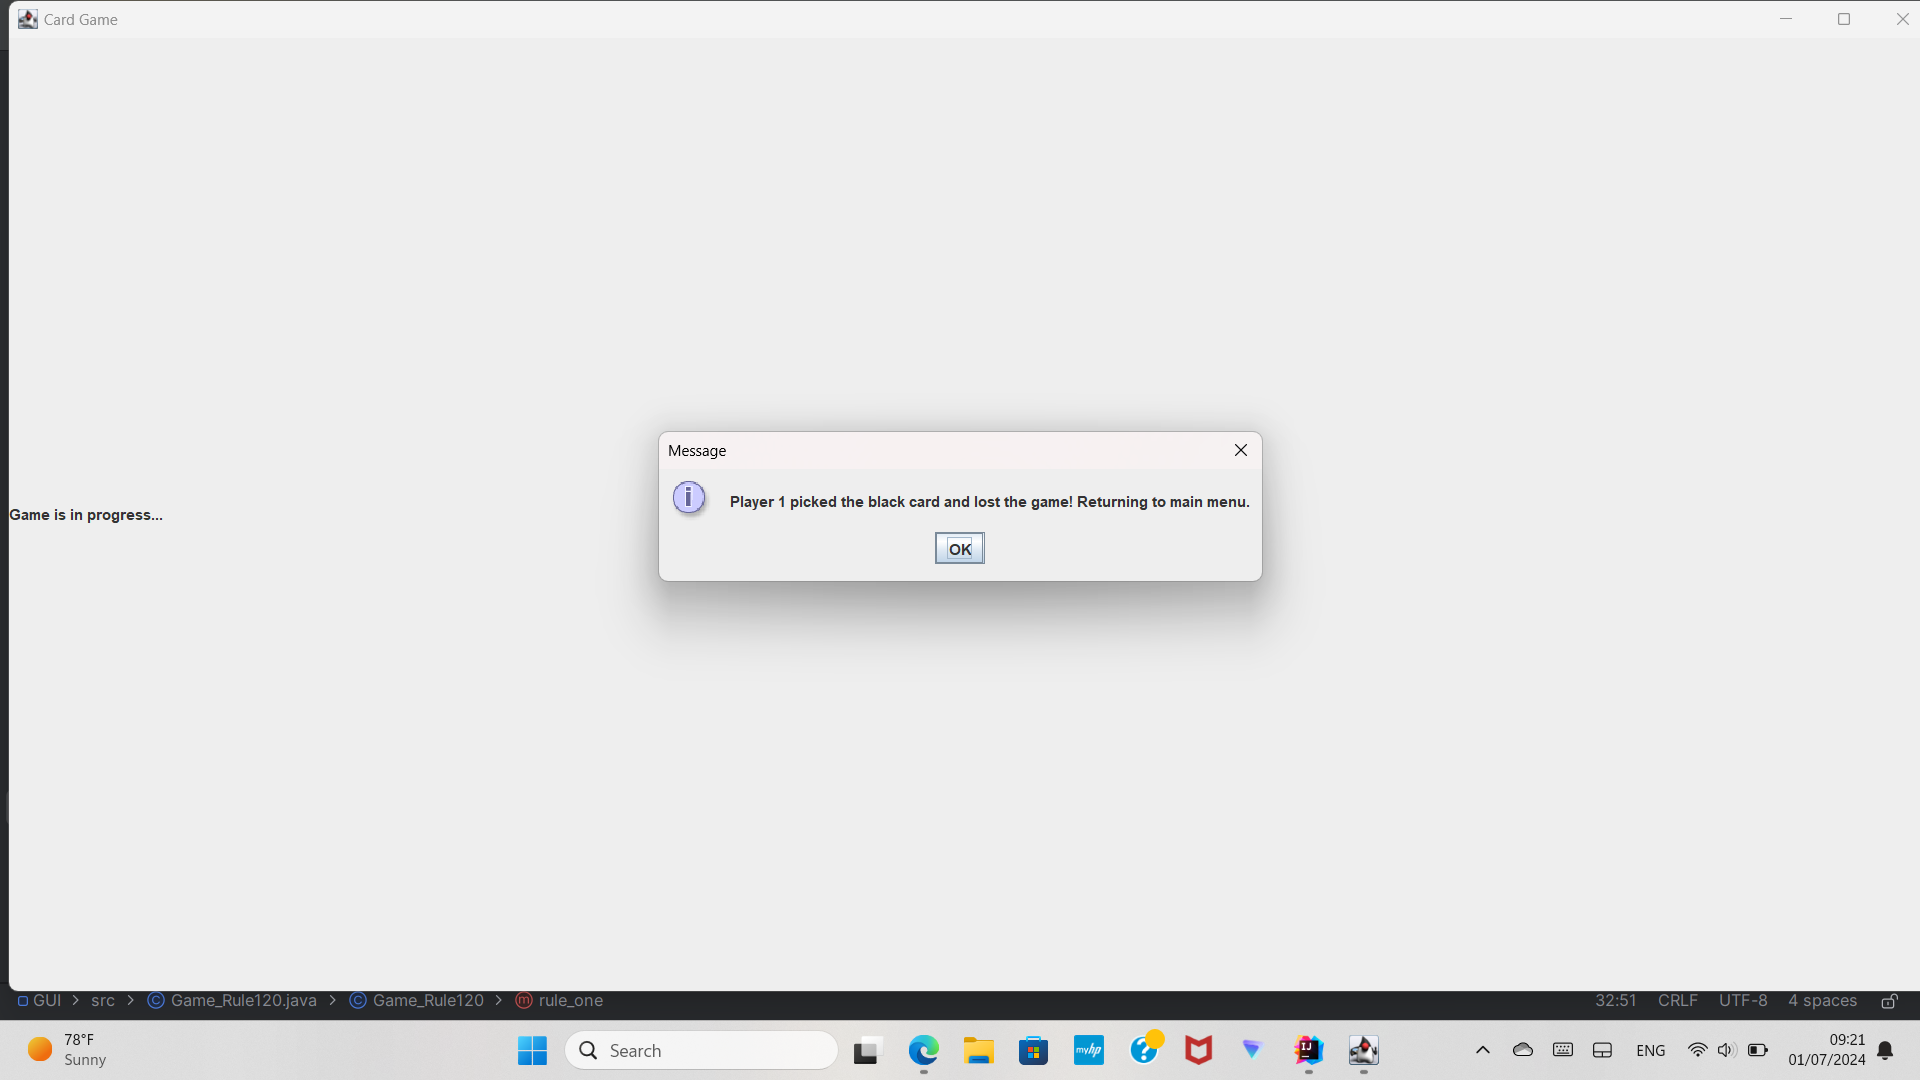 Card Game
Message
Player 1 picked the black card and lost the game! Returning to main menu.
OK
Game is in progress...
GUI > src > Game_Rule120.java > Game_Rule120 > rule_one
32:51 CRLF UTF-8 4 spaces
78°F
Sunny
Search
myhp
IJ
ENG
09:21
01/07/2024